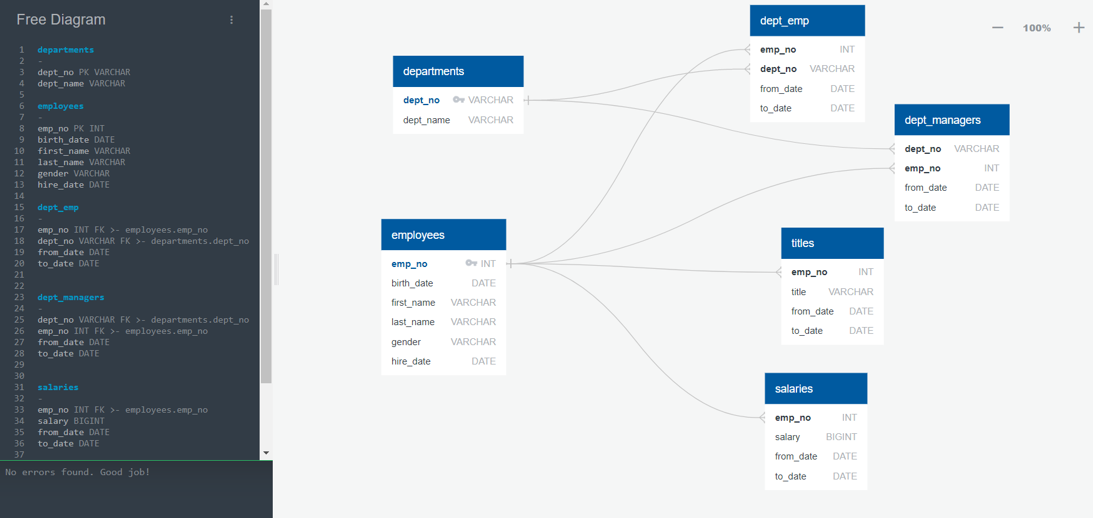 Free Diagram
1 departments
2 -
3 dept_no PK VARCHAR
4 dept_name VARCHAR
5
6 employees
7 -
8 emp_no PK INT
9 birth_date DATE
10 first_name VARCHAR
11 last_name VARCHAR
12 gender VARCHAR
13 hire_date DATE
14
15 dept_emp
16 -
17 emp_no INT FK >- employees.emp_no
18 dept_no VARCHAR FK >- departments.dept_no
19 from_date DATE
20 to_date DATE
21
22
23 dept_managers
24 -
25 dept_no VARCHAR FK >- departments.dept_no
26 emp_no INT FK >- employees.emp_no
27 from_date DATE
28 to_date DATE
29
30
31 salaries
32 -
33 emp_no INT FK >- employees.emp_no
34 salary BIGINT
35 from_date DATE
36 to_date DATE
37
No errors found. Good job!
100%
departments
dept_no VARCHAR
dept_name VARCHAR
employees
emp_no INT
birth_date DATE
first_name VARCHAR
last_name VARCHAR
gender VARCHAR
hire_date DATE
dept_emp
emp_no INT
dept_no VARCHAR
from_date DATE
to_date DATE
dept_managers
dept_no VARCHAR
emp_no INT
from_date DATE
to_date DATE
titles
emp_no INT
title VARCHAR
from_date DATE
to_date DATE
salaries
emp_no INT
salary BIGINT
from_date DATE
to_date DATE